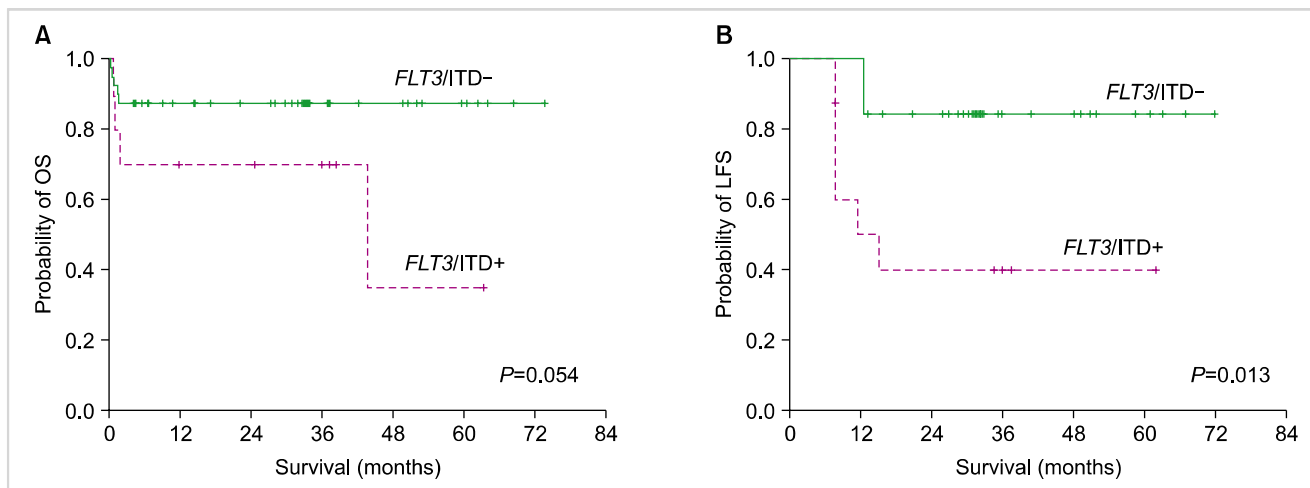 A
Probability of OS
1.0
0.8
0.6
0.4
0.2
0.0
FLT3/ITD−
FLT3/ITD+
P=0.054
0 12 24 36 48 60 72 84
Survival (months)
B
Probability of LFS
1.0
0.8
0.6
0.4
0.2
0.0
FLT3/ITD−
FLT3/ITD+
P=0.013
0 12 24 36 48 60 72 84
Survival (months)